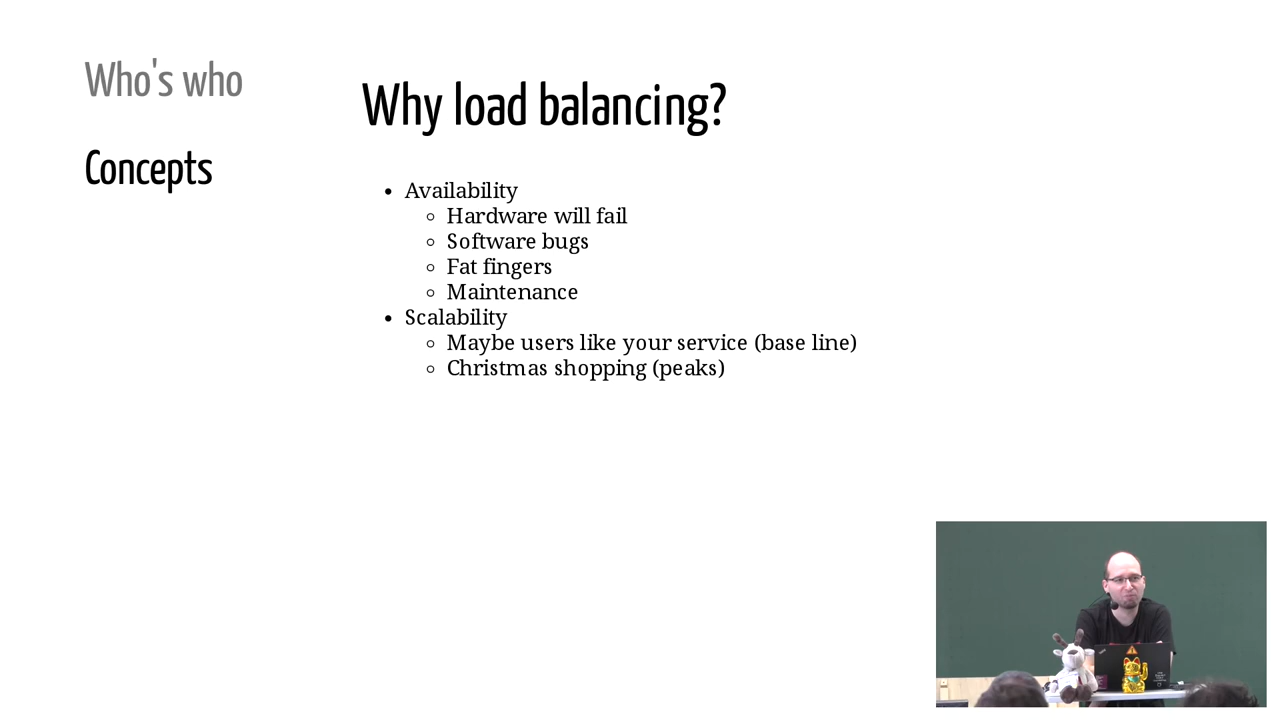 Who's who
Concepts
Why load balancing?
Availability
Hardware will fail
Software bugs
Fat fingers
Maintenance
Scalability
Maybe users like your service (base line)
Christmas shopping (peaks)